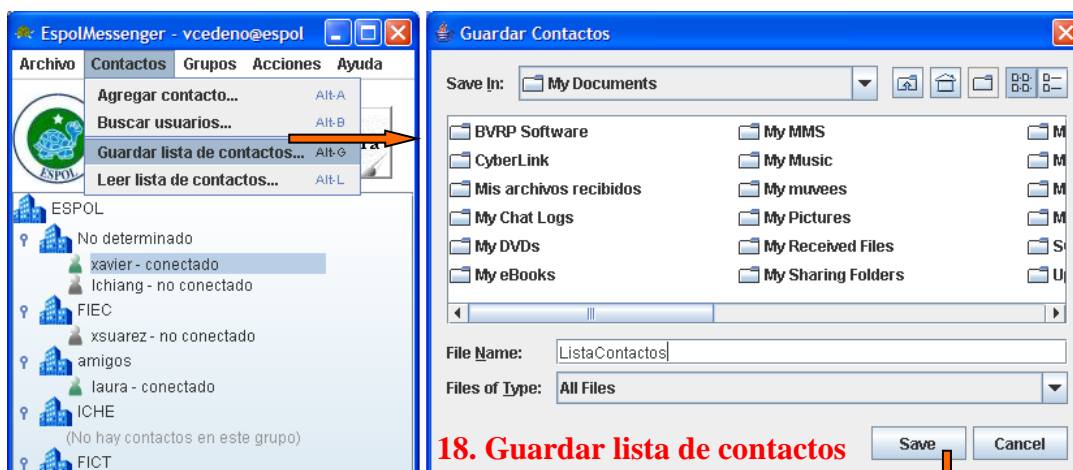 EspolMessenger - vcedeno@espol
Archivo Contactos Grupos Acciones Ayuda
Agregar contacto... Alt-A
Buscar usuarios... Alt-B
Guardar lista de contactos... Alt-G
Leer lista de contactos... Alt-L
ESPOL
ESPOL
No determinado
xavier - conectado
lchiang - no conectado
FIEC
xsuarez - no conectado
amigos
laura - conectado
ICHE
(No hay contactos en este grupo)
FICT
Guardar Contactos
Save In: My Documents
BVRP Software My MMS M
CyberLink My Music M
Mis archivos recibidos My muvees M
My Chat Logs My Pictures M
My DVDs My Received Files
My eBooks My Sharing Folders
File Name: ListaContactos
Files of Type: All Files
18. Guardar lista de contactos Save Cancel